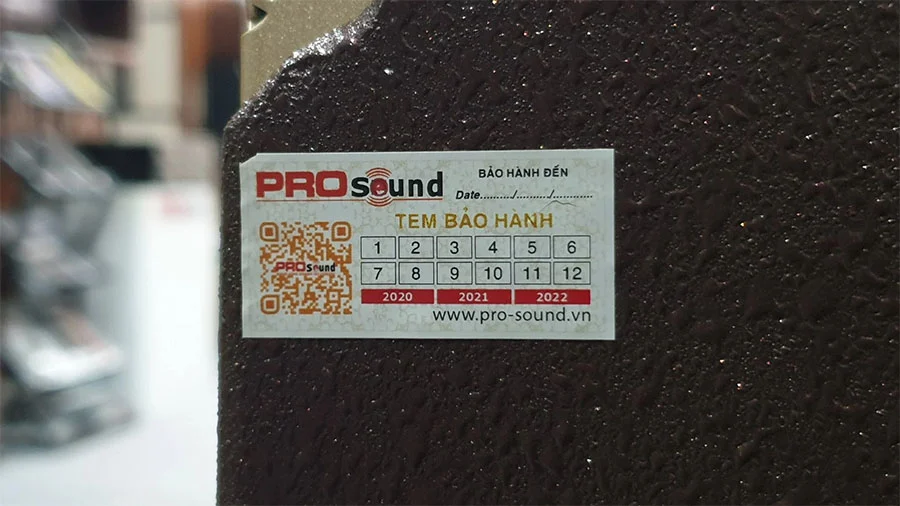 PROsound
BẢO HÀNH ĐẾN
Date........../........../............
TEM BẢO HÀNH
PROSound
1 2 3 4 5 6
7 8 9 10 11 12
2020 2021 2022
www.pro-sound.vn